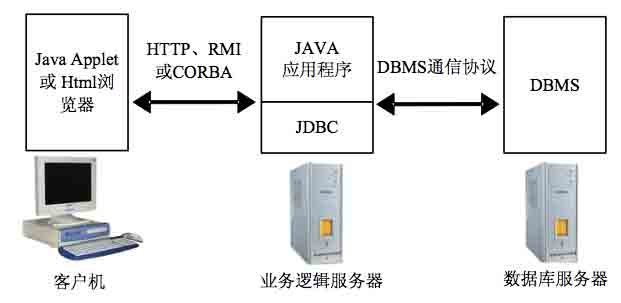 Java Applet
或 Html浏
览器
HTTP、RMI
或CORBA
JAVA
应用程序
JDBC
DBMS通信协议
DBMS
客户机
业务逻辑服务器
数据库服务器